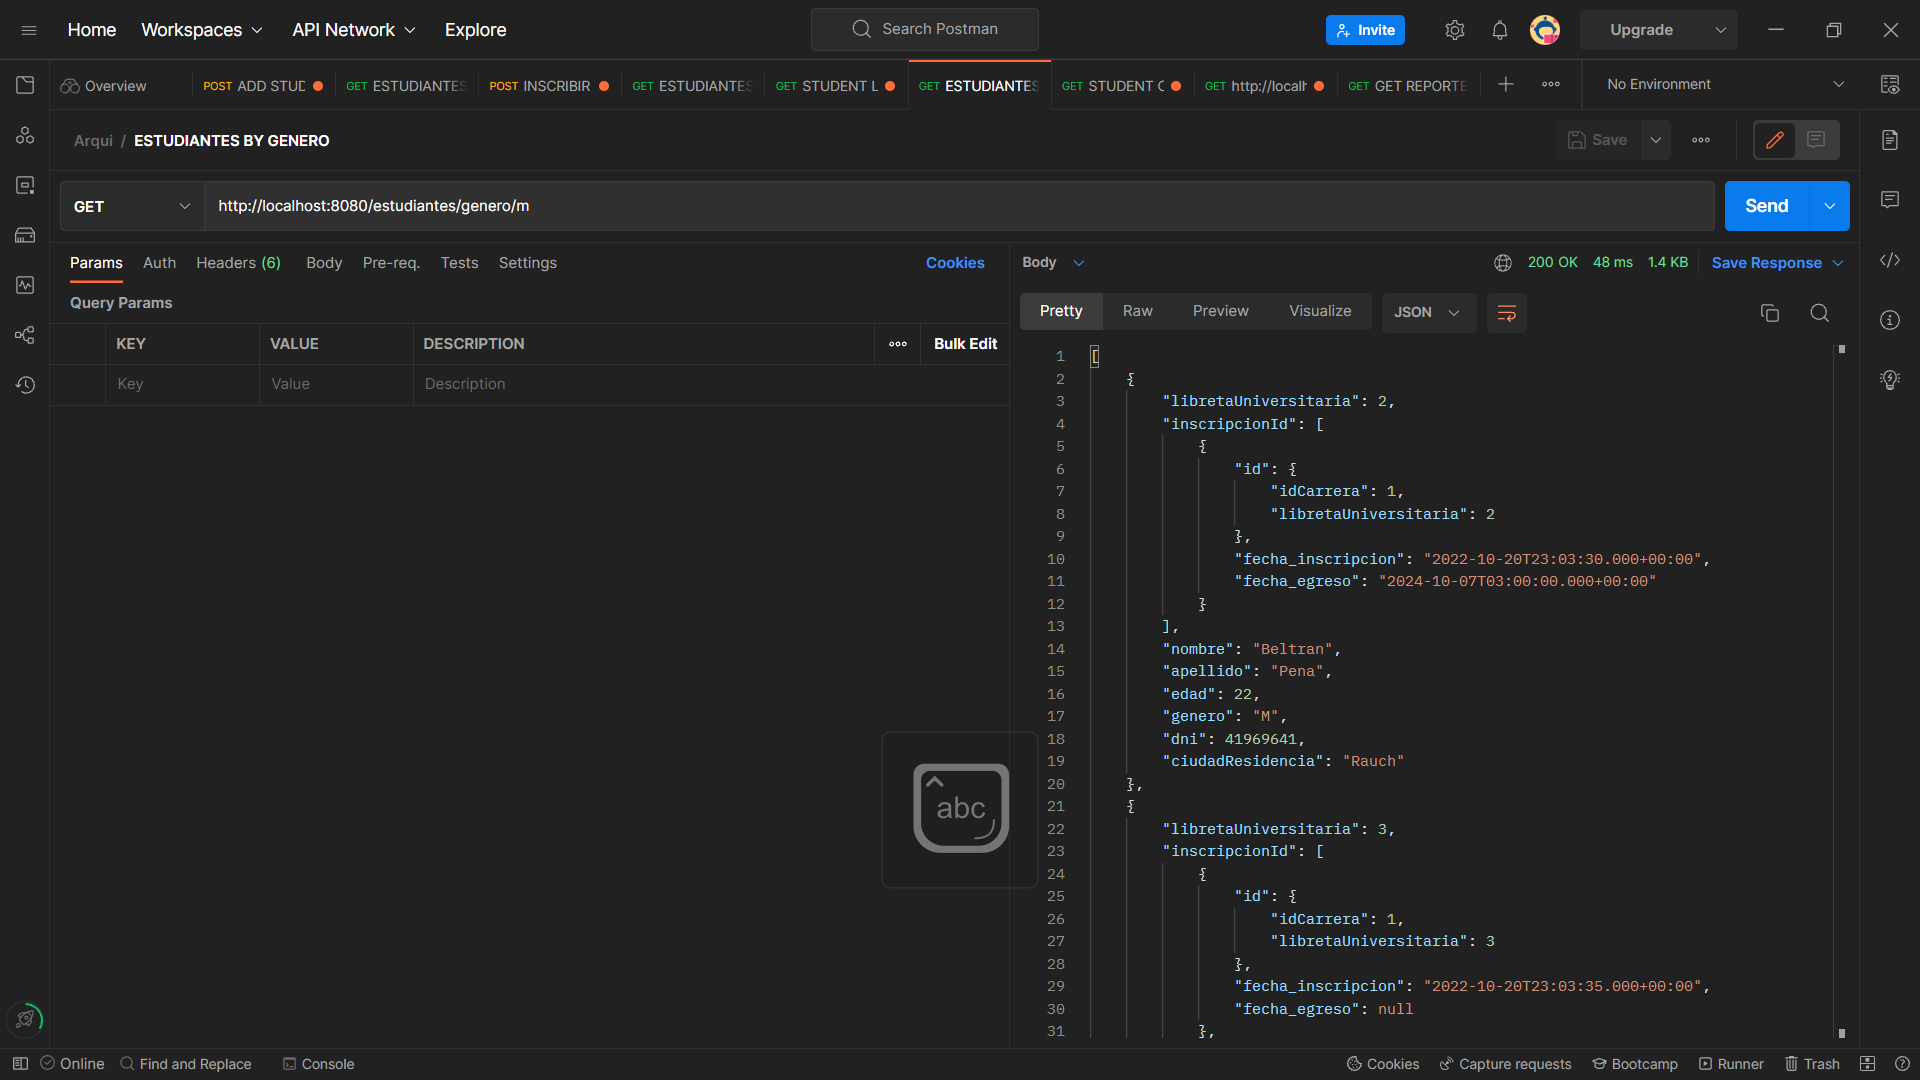 Home Workspaces API Network Explore Search Postman Invite Upgrade
Overview POST ADD STUD GET ESTUDIANTES POST INSCRIBIR GET ESTUDIANTES GET STUDENT L GET ESTUDIANTES GET STUDENT C GET http://localh GET GET REPORTE No Environment
Arqui / ESTUDIANTES BY GENERO Save
GET http://localhost:8080/estudiantes/genero/m Send
Params Auth Headers (6) Body Pre-req. Tests Settings Cookies
Query Params
KEY VALUE DESCRIPTION Bulk Edit
Key Value Description
Body 200 OK 48 ms 1.4 KB Save Response
Pretty Raw Preview Visualize JSON
1 [
2 {
3 "libretaUniversitaria": 2,
4 "inscripcionId": [
5 {
6 "id": {
7 "idCarrera": 1,
8 "libretaUniversitaria": 2
9 },
10 "fecha_inscripcion": "2022-10-20T23:03:30.000+00:00",
11 "fecha_egreso": "2024-10-07T03:00:00.000+00:00"
12 }
13 ],
14 "nombre": "Beltran",
15 "apellido": "Pena",
16 "edad": 22,
17 "genero": "M",
18 "dni": 41969641,
19 "ciudadResidencia": "Rauch"
20 },
21 {
22 "libretaUniversitaria": 3,
23 "inscripcionId": [
24 {
25 "id": {
26 "idCarrera": 1,
27 "libretaUniversitaria": 3
28 },
29 "fecha_inscripcion": "2022-10-20T23:03:35.000+00:00",
30 "fecha_egreso": null
31 },
abc
Online Find and Replace Console Cookies Capture requests Bootcamp Runner Trash